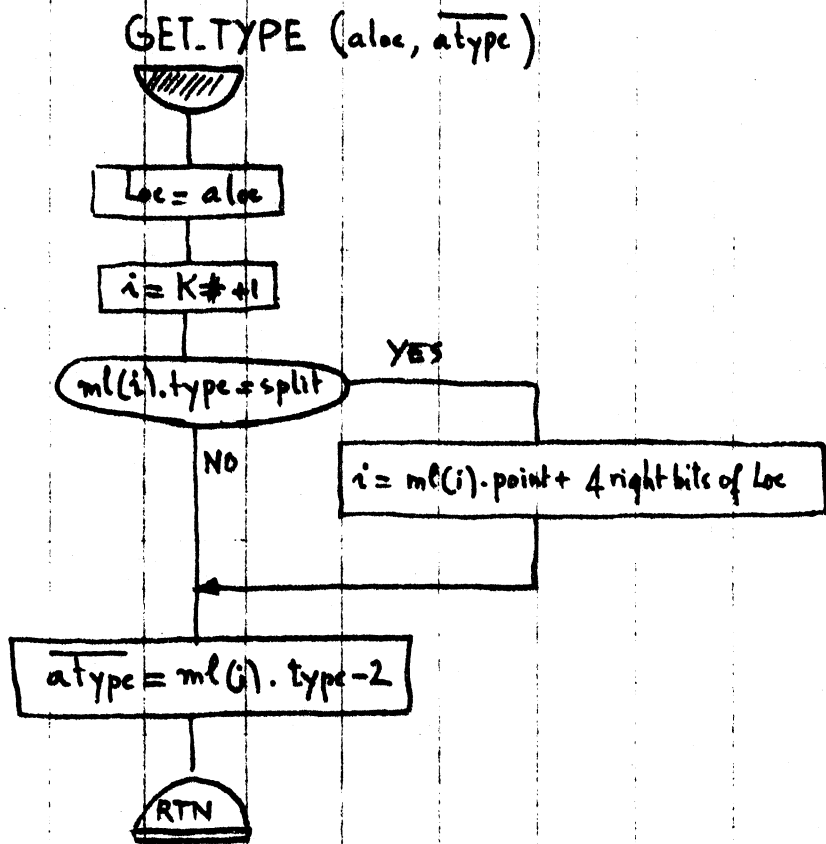 GET_TYPE (aloc, atype)
Loc = aloc
i = K# +1
ml(i).type = split
YES
NO
i = ml(i).point + 4 right bits of Loc
atype = ml(i).type-2
RTN